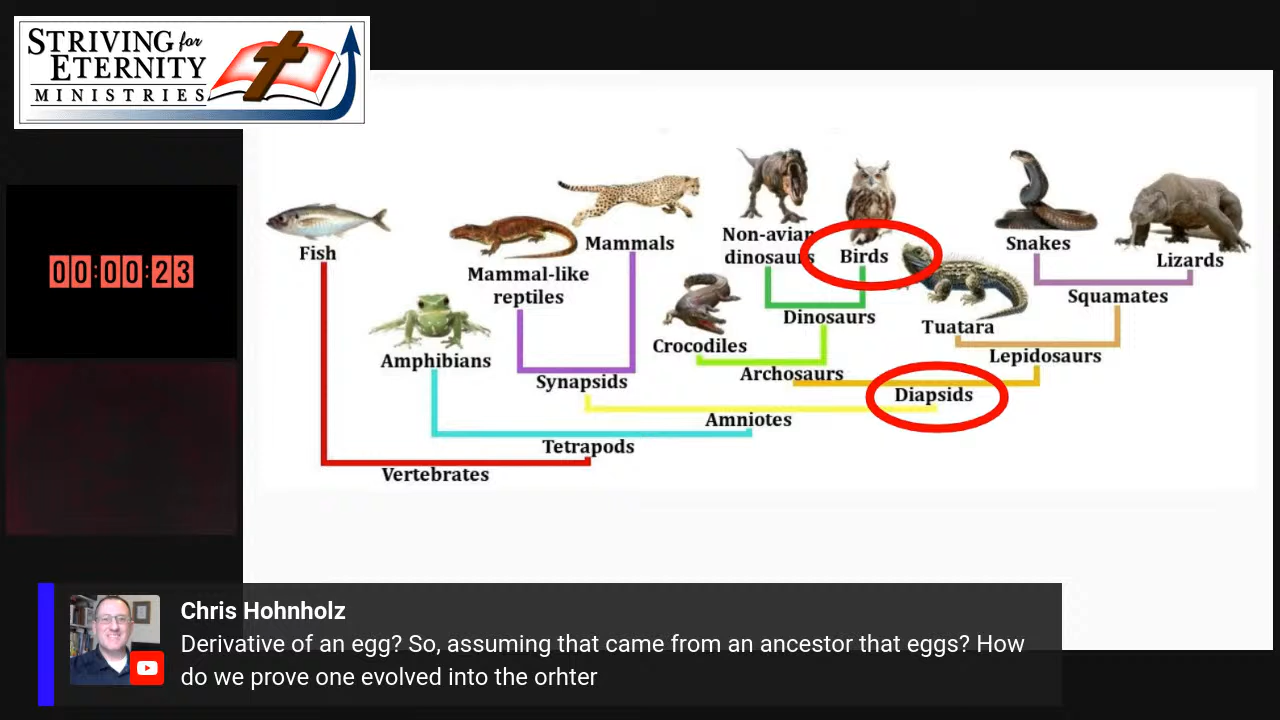 STRIVING for
ETERNITY
MINISTRIES
00:00:23
Fish
Mammal-like
reptiles
Mammals
Non-avian
dinosaurs
Birds
Snakes
Lizards
Squamates
Amphibians
Crocodiles
Dinosaurs
Tuatara
Lepidosaurs
Synapsids
Archosaurs
Diapsids
Amniotes
Tetrapods
Vertebrates
Chris Hohnholz
Derivative of an egg? So, assuming that came from an ancestor that eggs? How
do we prove one evolved into the orhter